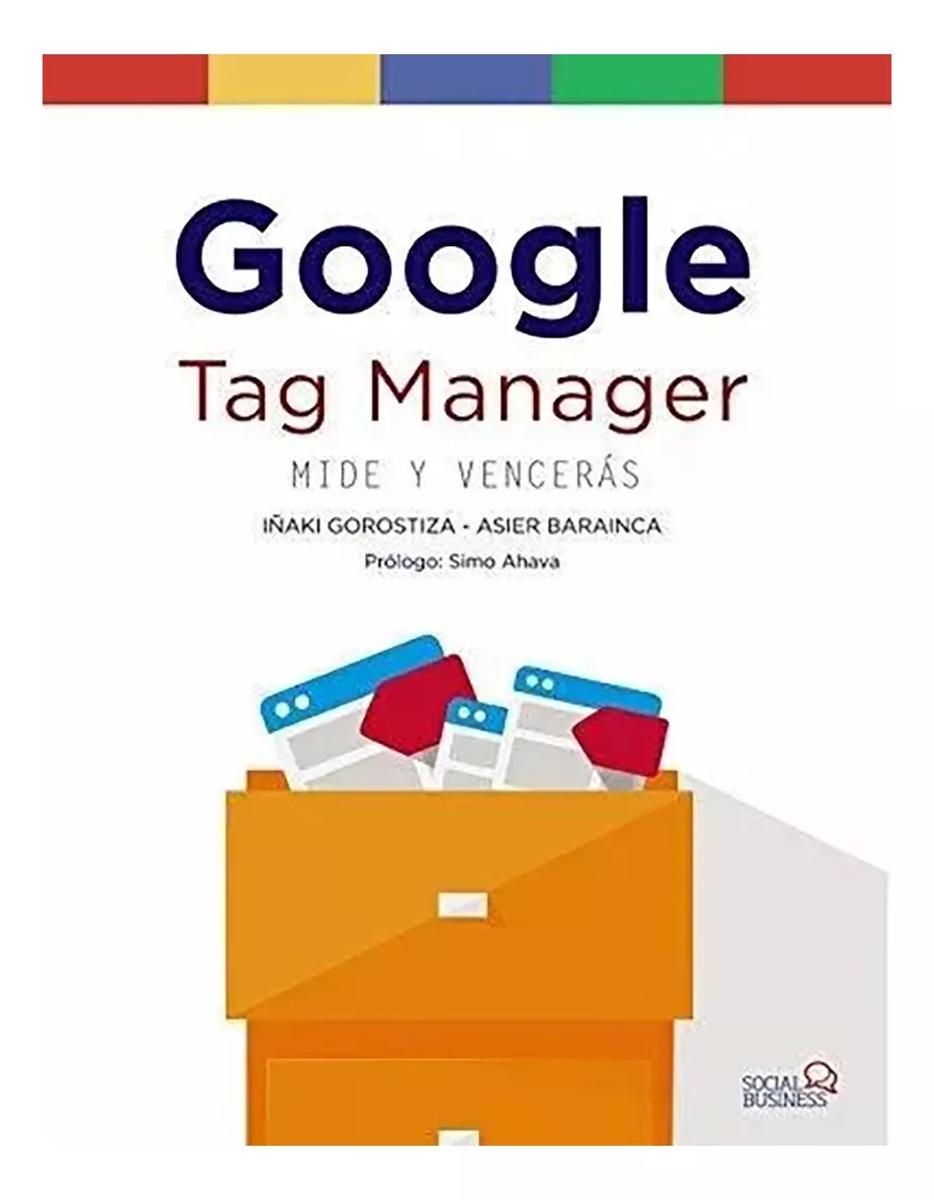 Google
Tag Manager
MIDE Y VENCERÁS
IÑAKI GOROSTIZA - ASIER BARAINCA
Prólogo: Simo Ahava
SOCIAL
BUSINESS